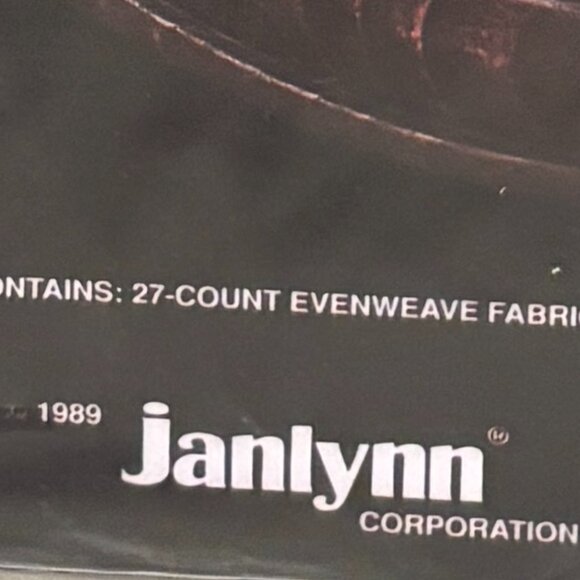 ONTAINS: 27-COUNT EVENWEAVE FABRI
1989 janlynn®
CORPORATION